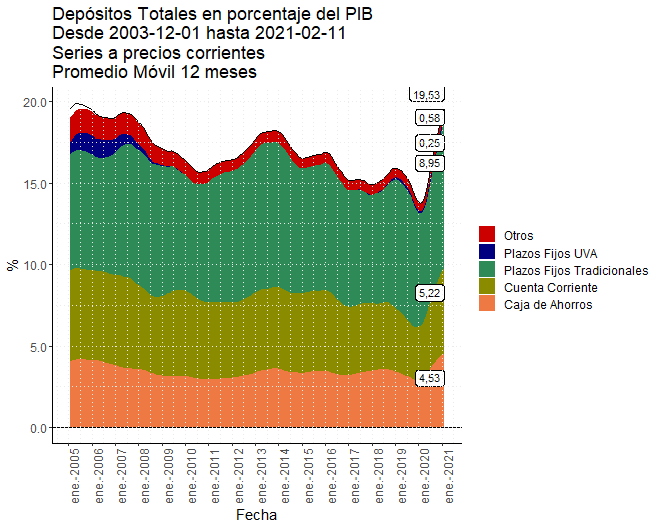 Depósitos Totales en porcentaje del PIB
Desde 2003-12-01 hasta 2021-02-11
Series a precios corrientes
Promedio Móvil 12 meses
20.0
15.0
10.0
5.0
0.0
%
19,53
0,58
0,25
8,95
5,22
4,53
Otros
Plazos Fijos UVA
Plazos Fijos Tradicionales
Cuenta Corriente
Caja de Ahorros
ene.-2005
ene.-2006
ene.-2007
ene.-2008
ene.-2009
ene.-2010
ene.-2011
ene.-2012
ene.-2013
ene.-2014
ene.-2015
ene.-2016
ene.-2017
ene.-2018
ene.-2019
ene.-2020
ene.-2021
Fecha